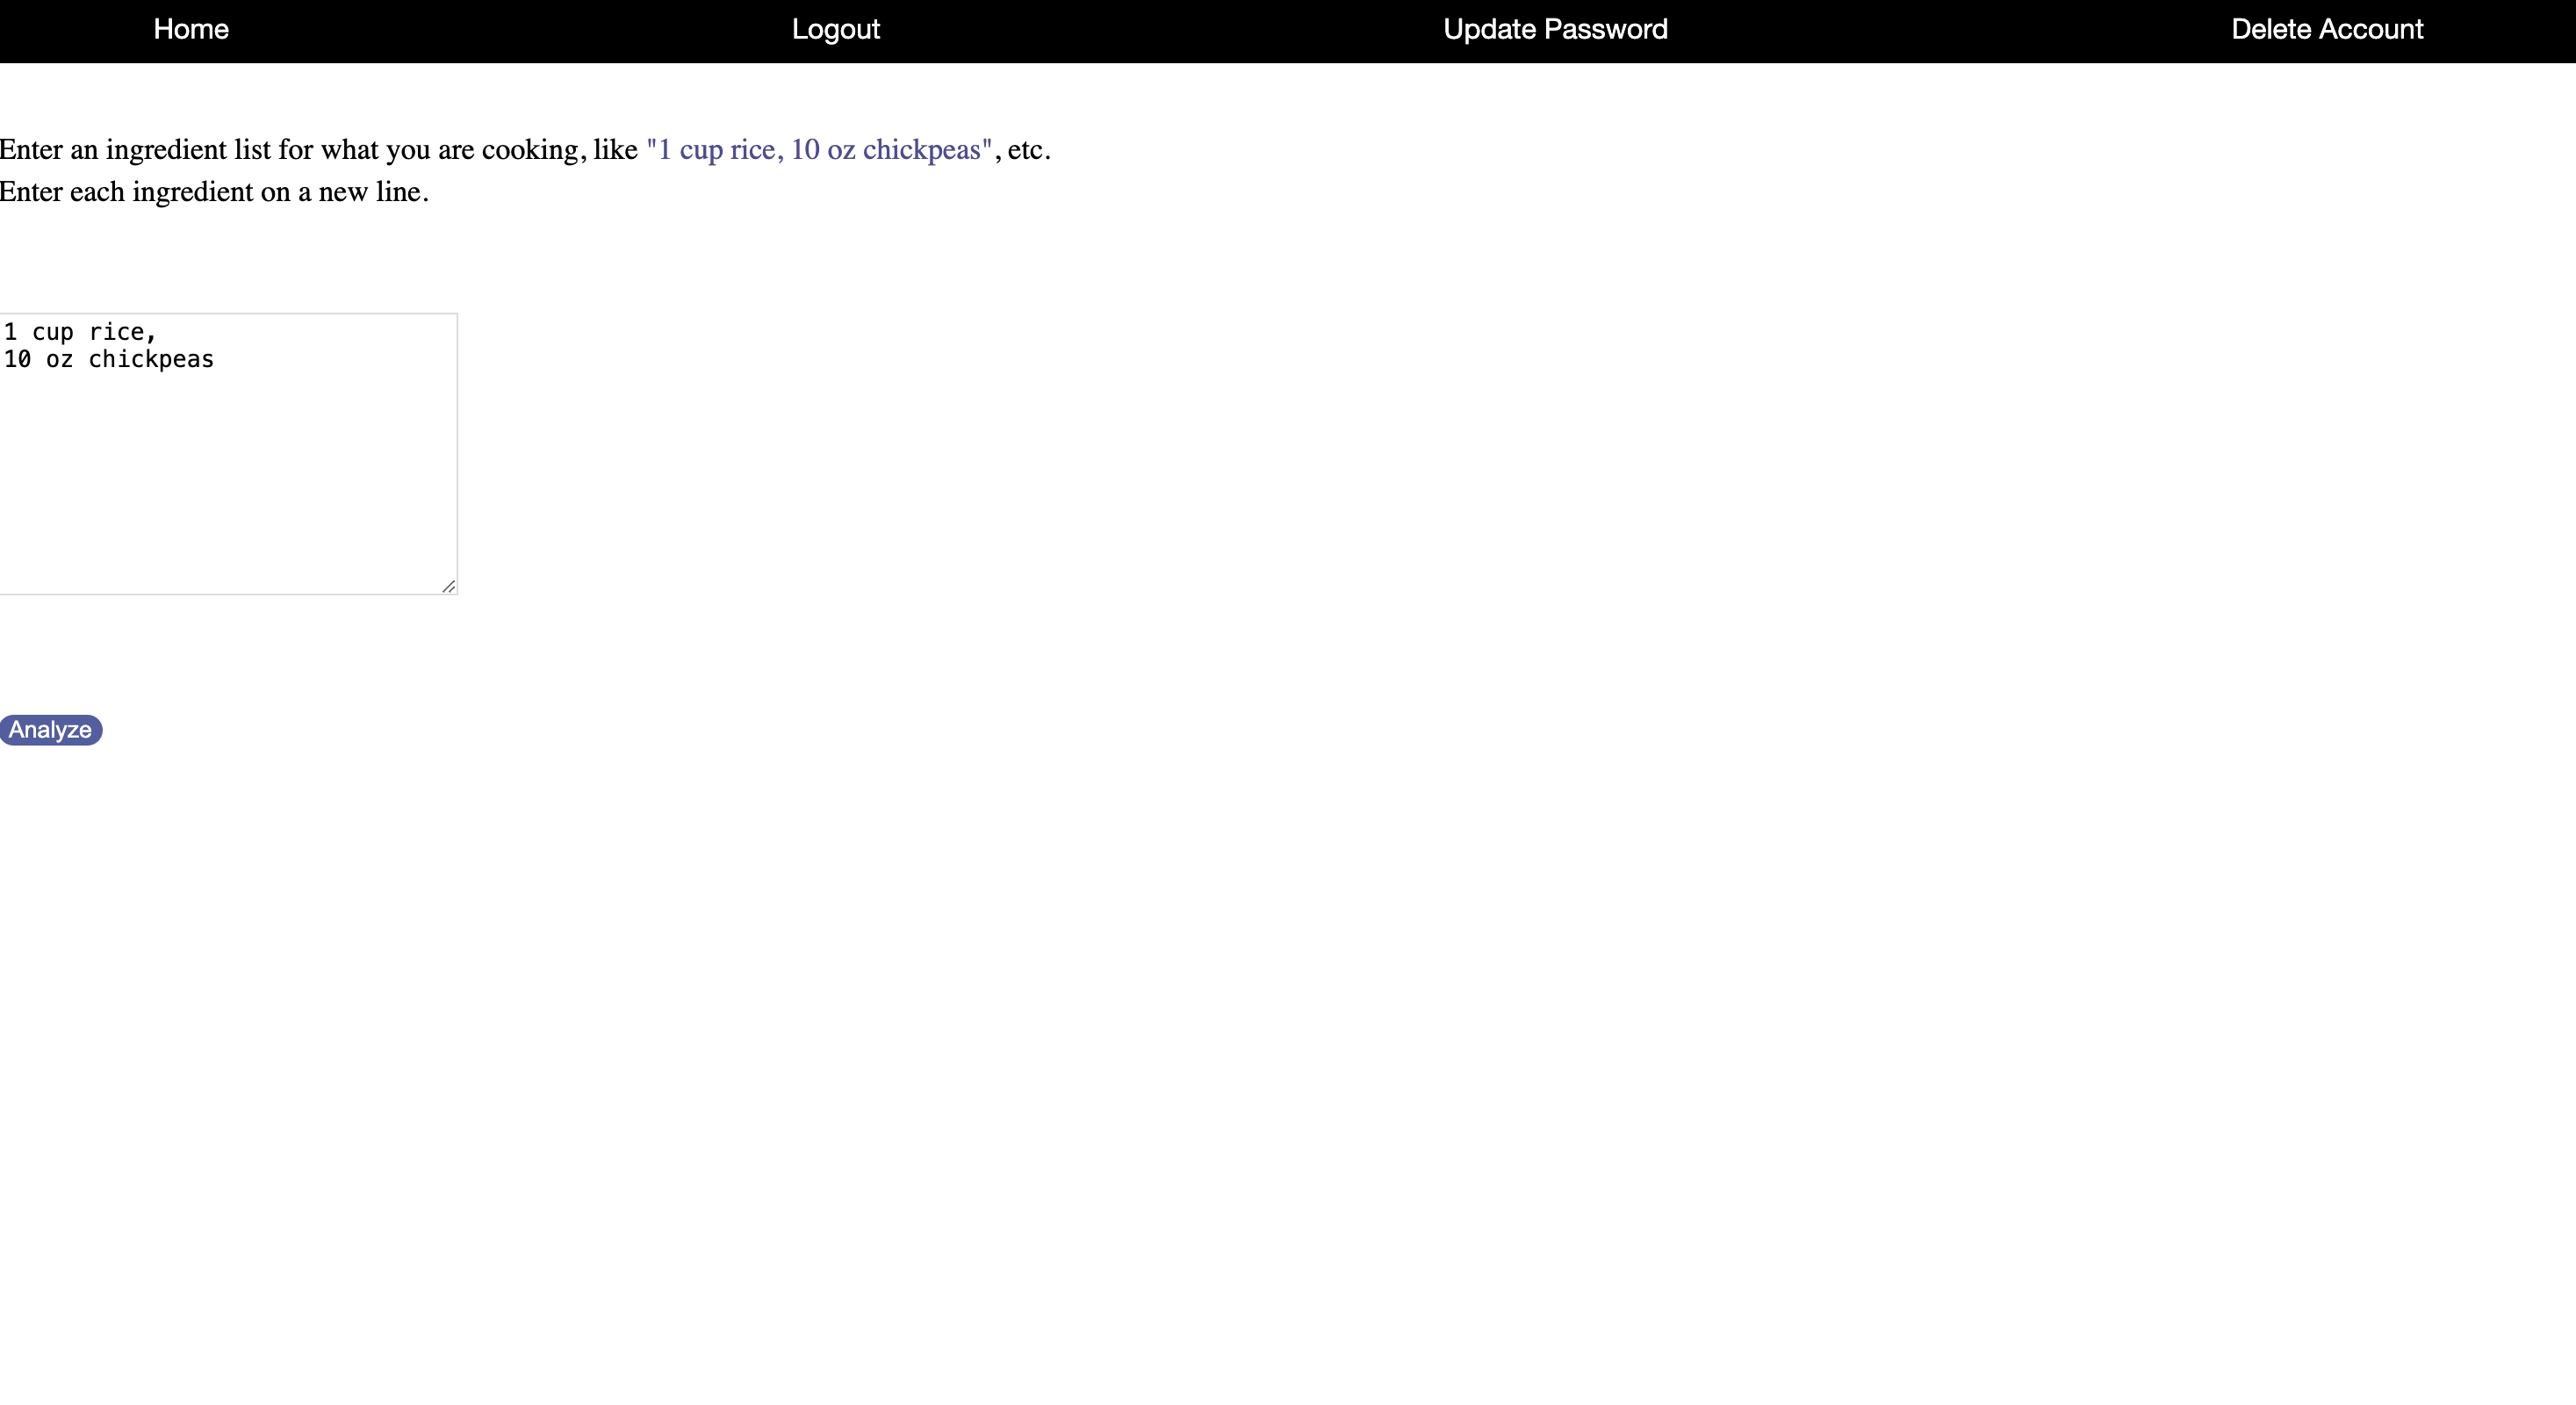 Home Logout Update Password Delete Account
Enter an ingredient list for what you are cooking, like "1 cup rice, 10 oz chickpeas", etc.
Enter each ingredient on a new line.
1 cup rice,
10 oz chickpeas
Analyze